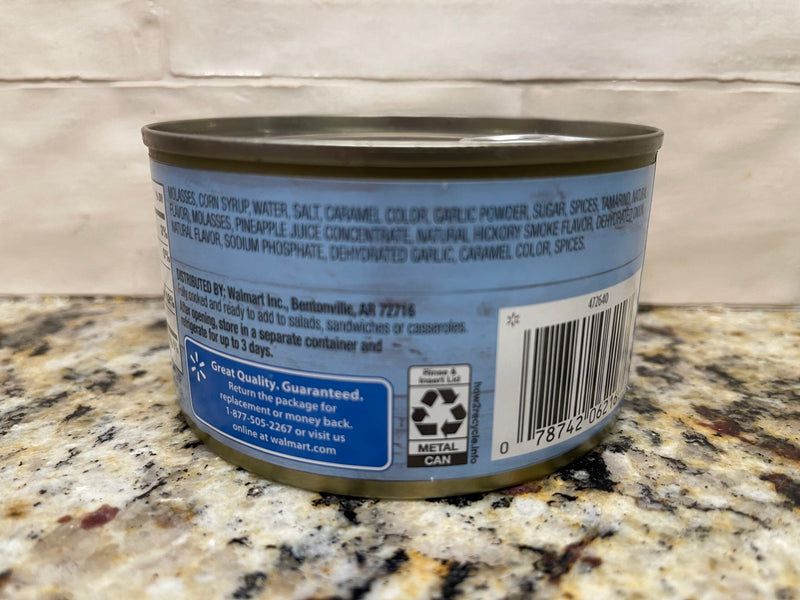 MOLASSES, CORN SYRUP, WATER, SALT, CARAMEL COLOR, GARLIC POWDER, SUGAR, SPICES, TAMARIND, NATURAL
FLAVOR, MOLASSES, PINEAPPLE JUICE CONCENTRATE, NATURAL HICKORY SMOKE FLAVOR, DEHYDRATED ONION,
NATURAL FLAVOR, SODIUM PHOSPHATE, DEHYDRATED GARLIC, CARAMEL COLOR, SPICES.
DISTRIBUTED BY: Walmart Inc., Bentonville, AR 72716
Fully cooked and ready to add to salads, sandwiches or casseroles.
After opening, store in a separate container and
refrigerate for up to 3 days.
Great Quality. Guaranteed.
Return the package for
replacement or money back.
1-877-505-2267 or visit us
online at walmart.com
Rinse &
Insert Lid
METAL
CAN
how2recycle.info
472640
0 78742 06216